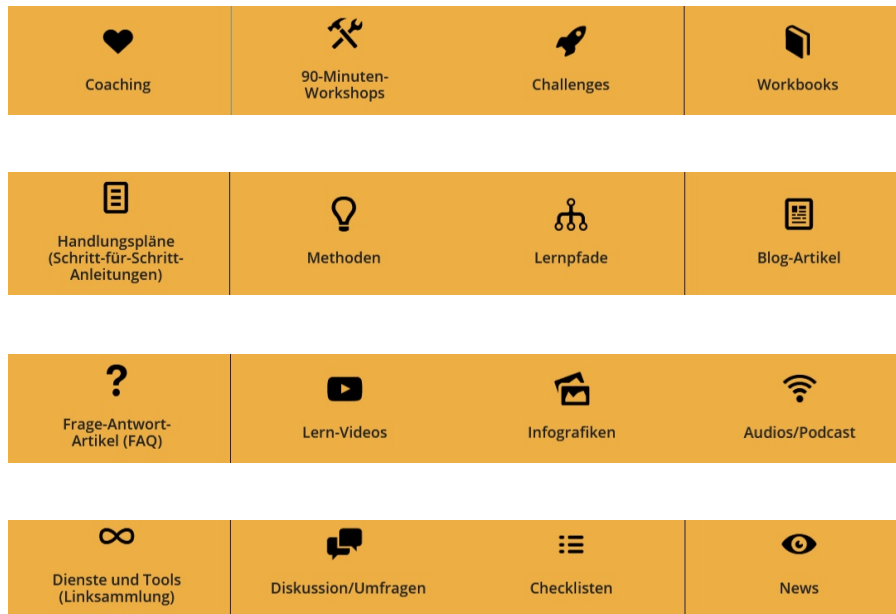 Coaching
90-Minuten-
Workshops
Challenges
Workbooks
Handlungspläne
(Schritt-für-Schritt-
Anleitungen)
Methoden
Lernpfade
Blog-Artikel
Frage-Antwort-
Artikel (FAQ)
Lern-Videos
Infografiken
Audios/Podcast
Dienste und Tools
(Linksammlung)
Diskussion/Umfragen
Checklisten
News